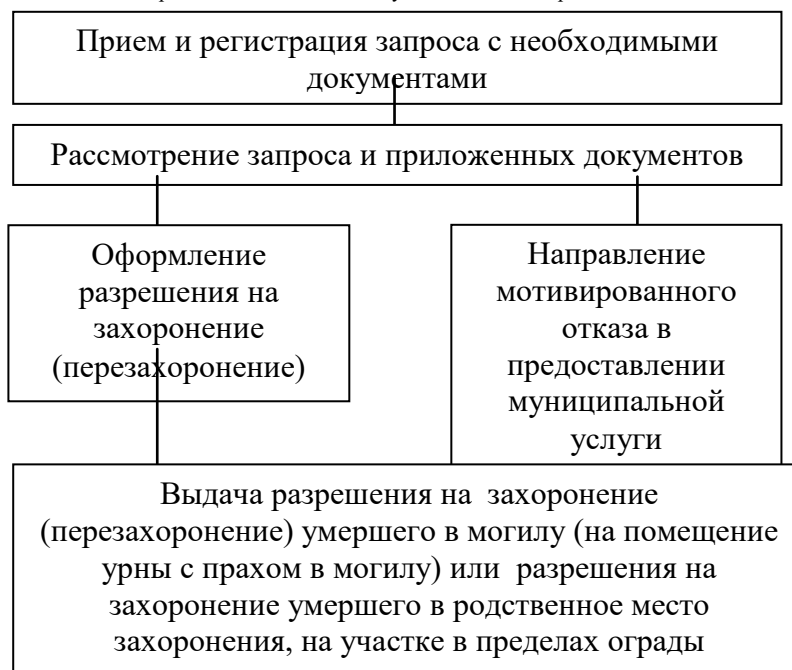 Прием и регистрация запроса с необходимыми
документами
Рассмотрение запроса и приложенных документов
Оформление
разрешения на
захоронение
(перезахоронение)
Направление
мотивированного
отказа в
предоставлении
муниципальной
услуги
Выдача разрешения на захоронение
(перезахоронение) умершего в могилу (на помещение
урны с прахом в могилу) или разрешения на
захоронение умершего в родственное место
захоронения, на участке в пределах ограды